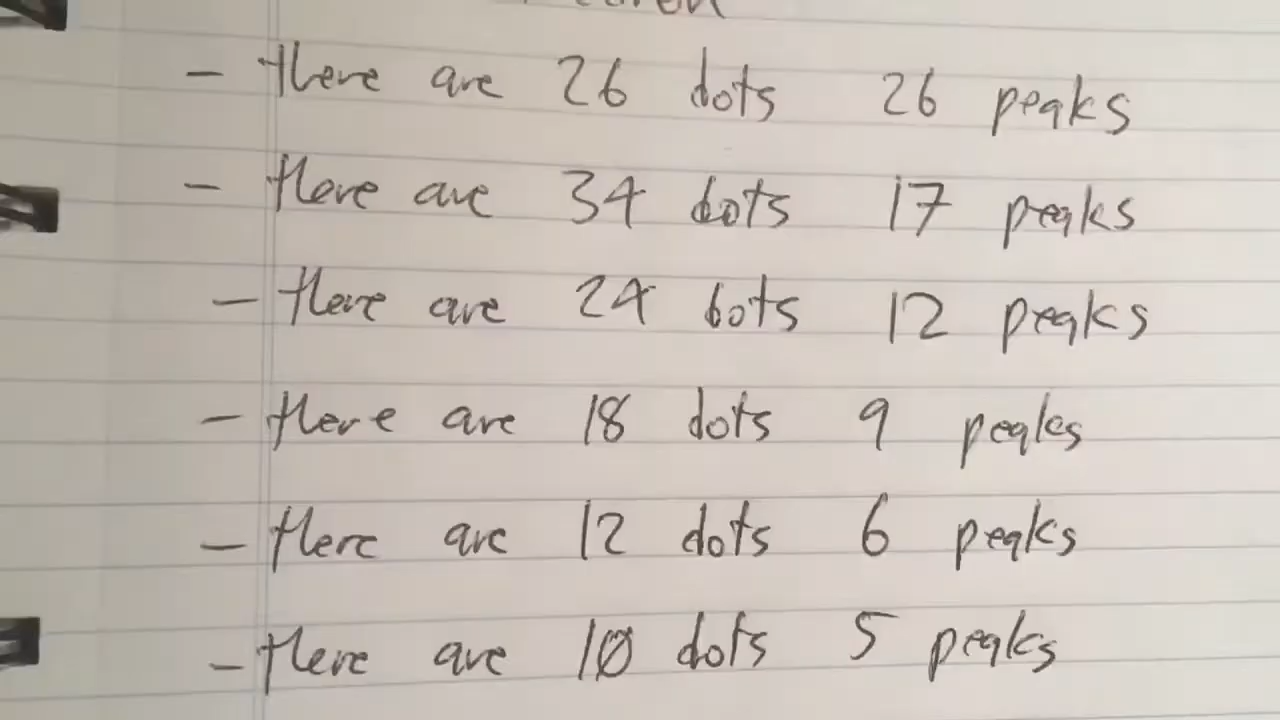 - there are 26 dots 26 peaks
- there are 34 dots 17 peaks
- there are 24 dots 12 peaks
- there are 18 dots 9 peaks
- there are 12 dots 6 peaks
- there are 10 dots 5 peaks